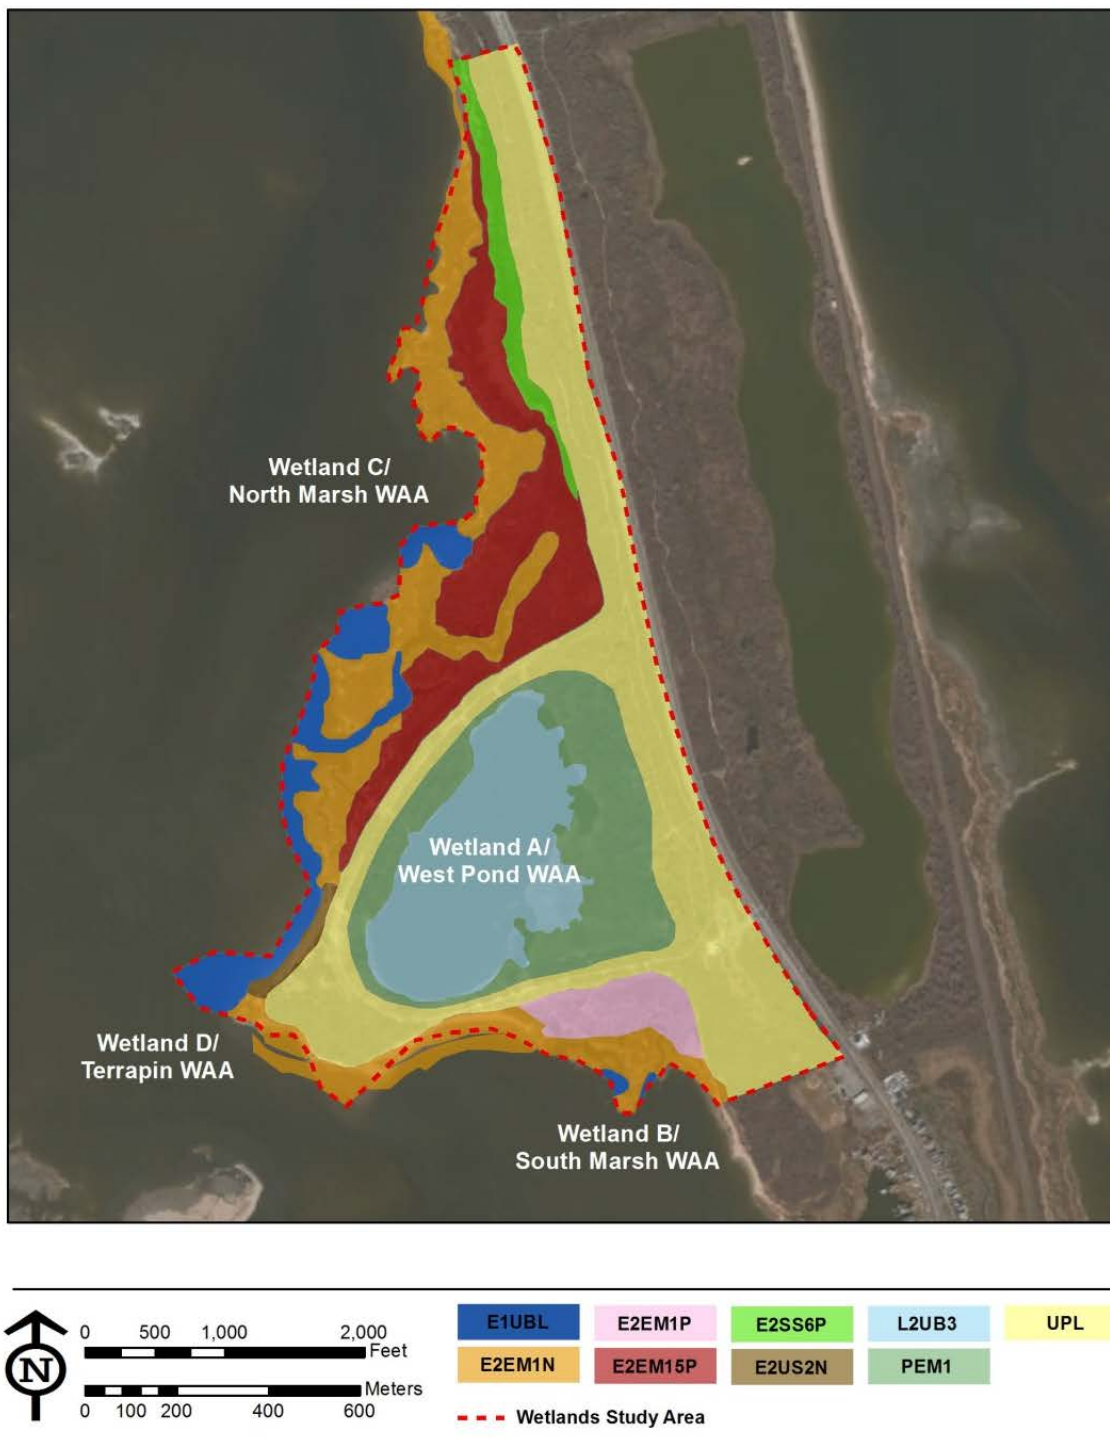 Wetland C/
North Marsh WAA
Wetland A/
West Pond WAA
Wetland D/
Terrapin WAA
Wetland B/
South Marsh WAA
N
0 500 1,000 2,000
Feet
Meters
0 100 200 400 600
E1UBL E2EM1P E2SS6P L2UB3 UPL
E2EM1N E2EM15P E2US2N PEM1
Wetlands Study Area